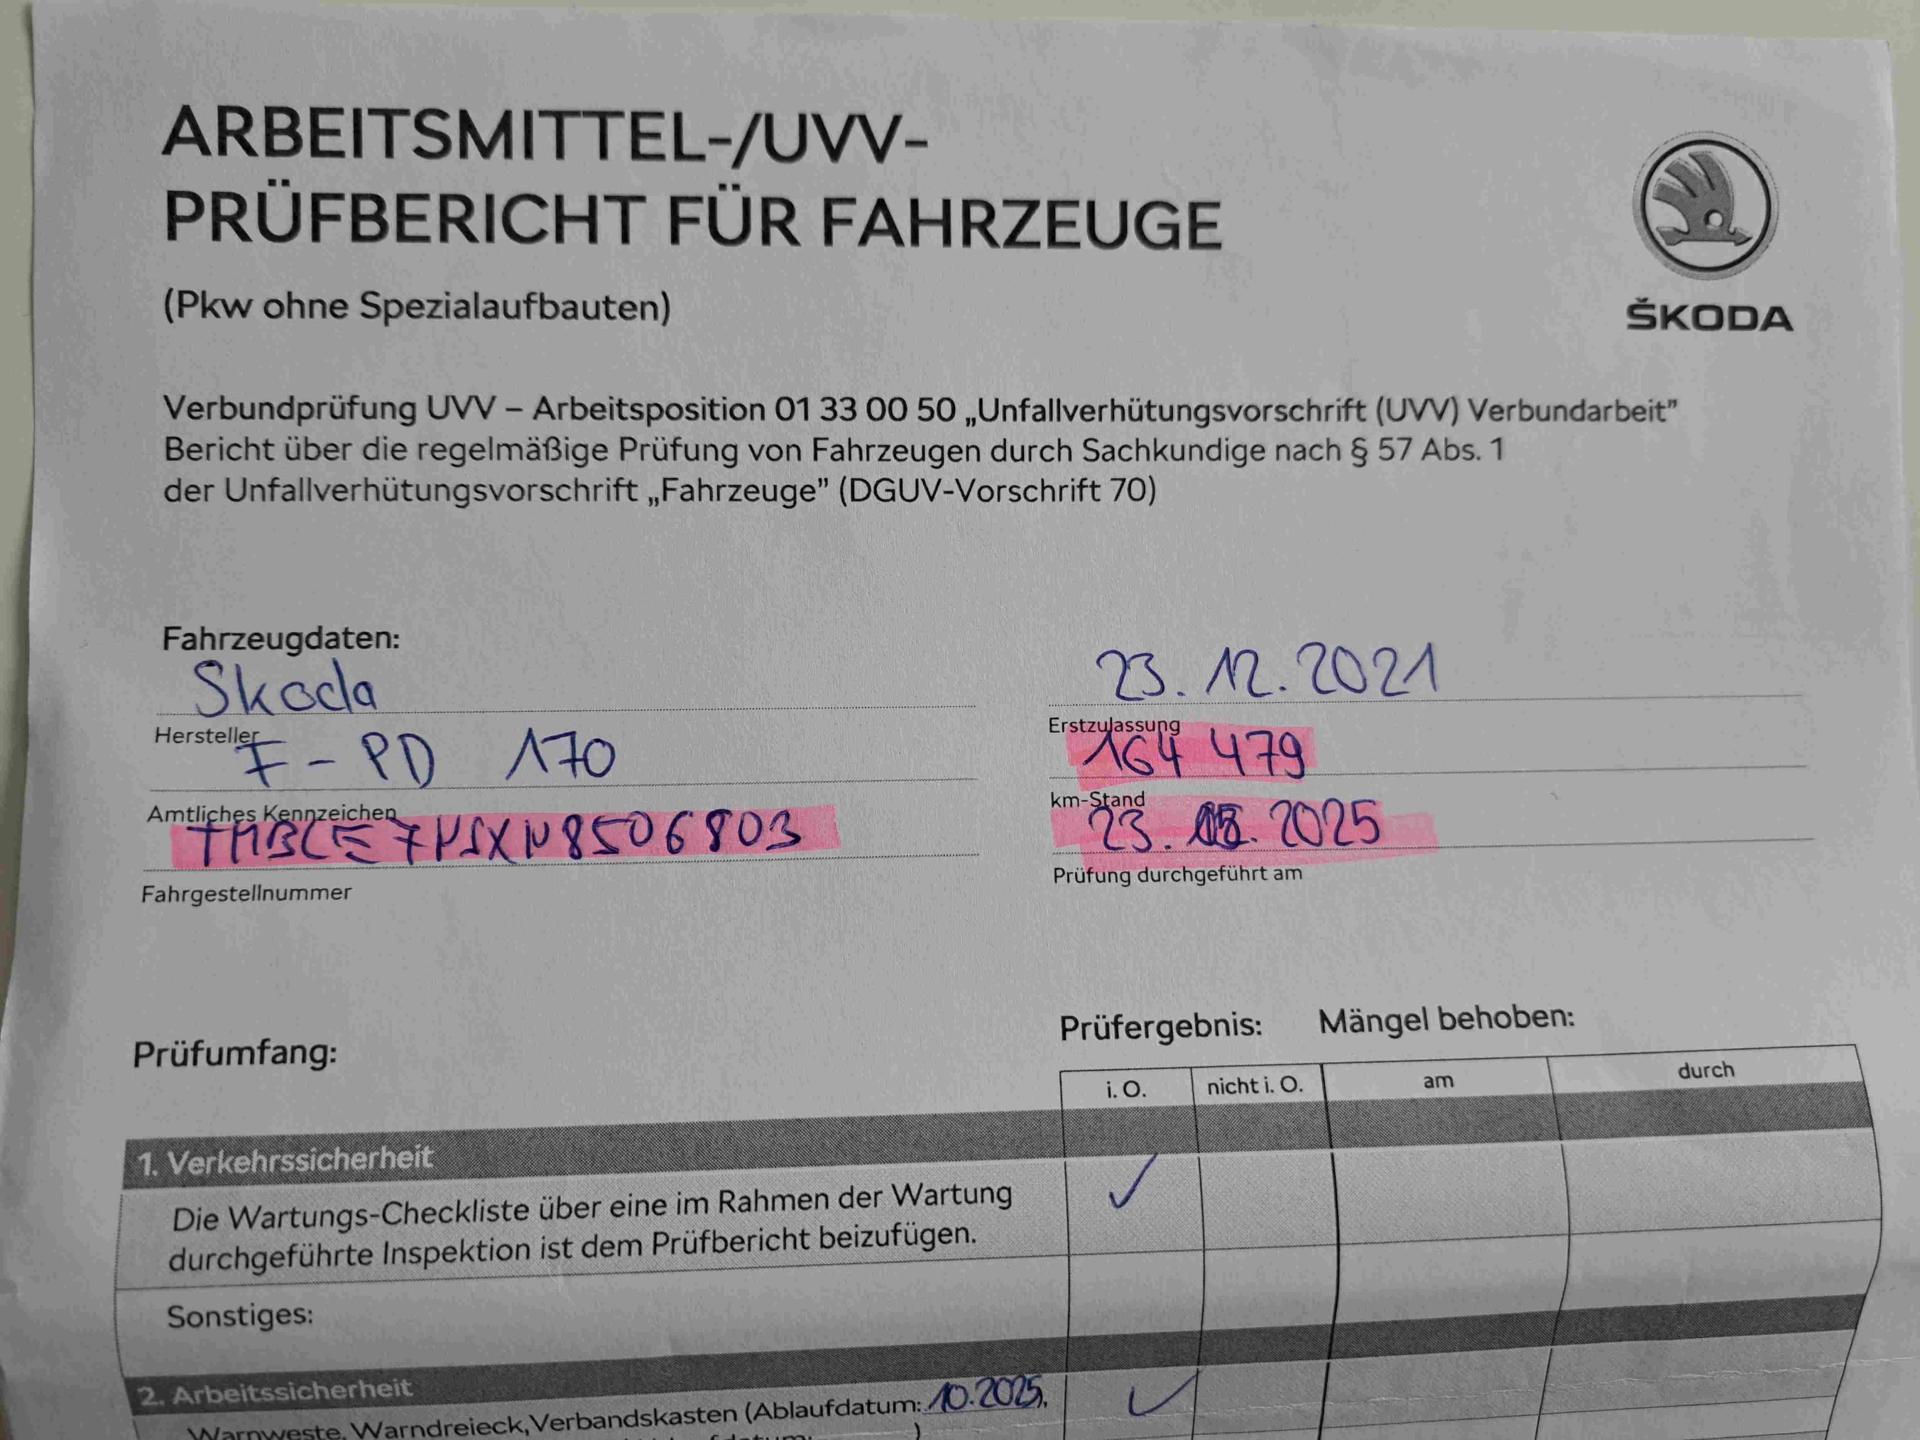 ARBEITSMITTEL-/UVV-
PRÜFBERICHT FÜR FAHRZEUGE
(Pkw ohne Spezialaufbauten)
ŠKODA
Verbundprüfung UVV – Arbeitsposition 01 33 00 50 „Unfallverhütungsvorschrift (UVV) Verbundarbeit”
Bericht über die regelmäßige Prüfung von Fahrzeugen durch Sachkundige nach § 57 Abs. 1
der Unfallverhütungsvorschrift „Fahrzeuge” (DGUV-Vorschrift 70)
Fahrzeugdaten:
Skoda
Hersteller
F - PD 170
Amtliches Kennzeichen
Fahrgestellnummer
23. 12. 2021
Erstzulassung
164 479
km-Stand
23. 2025
Prüfung durchgeführt am
Prüfumfang:
Prüfergebnis: Mängel behoben:
i. O. nicht i. O. am durch
1. Verkehrssicherheit
Die Wartungs-Checkliste über eine im Rahmen der Wartung
durchgeführte Inspektion ist dem Prüfbericht beizufügen.
Sonstiges:
2. Arbeitssicherheit
Warnweste, Warndreieck, Verbandskasten (Ablaufdatum: 10.2025,